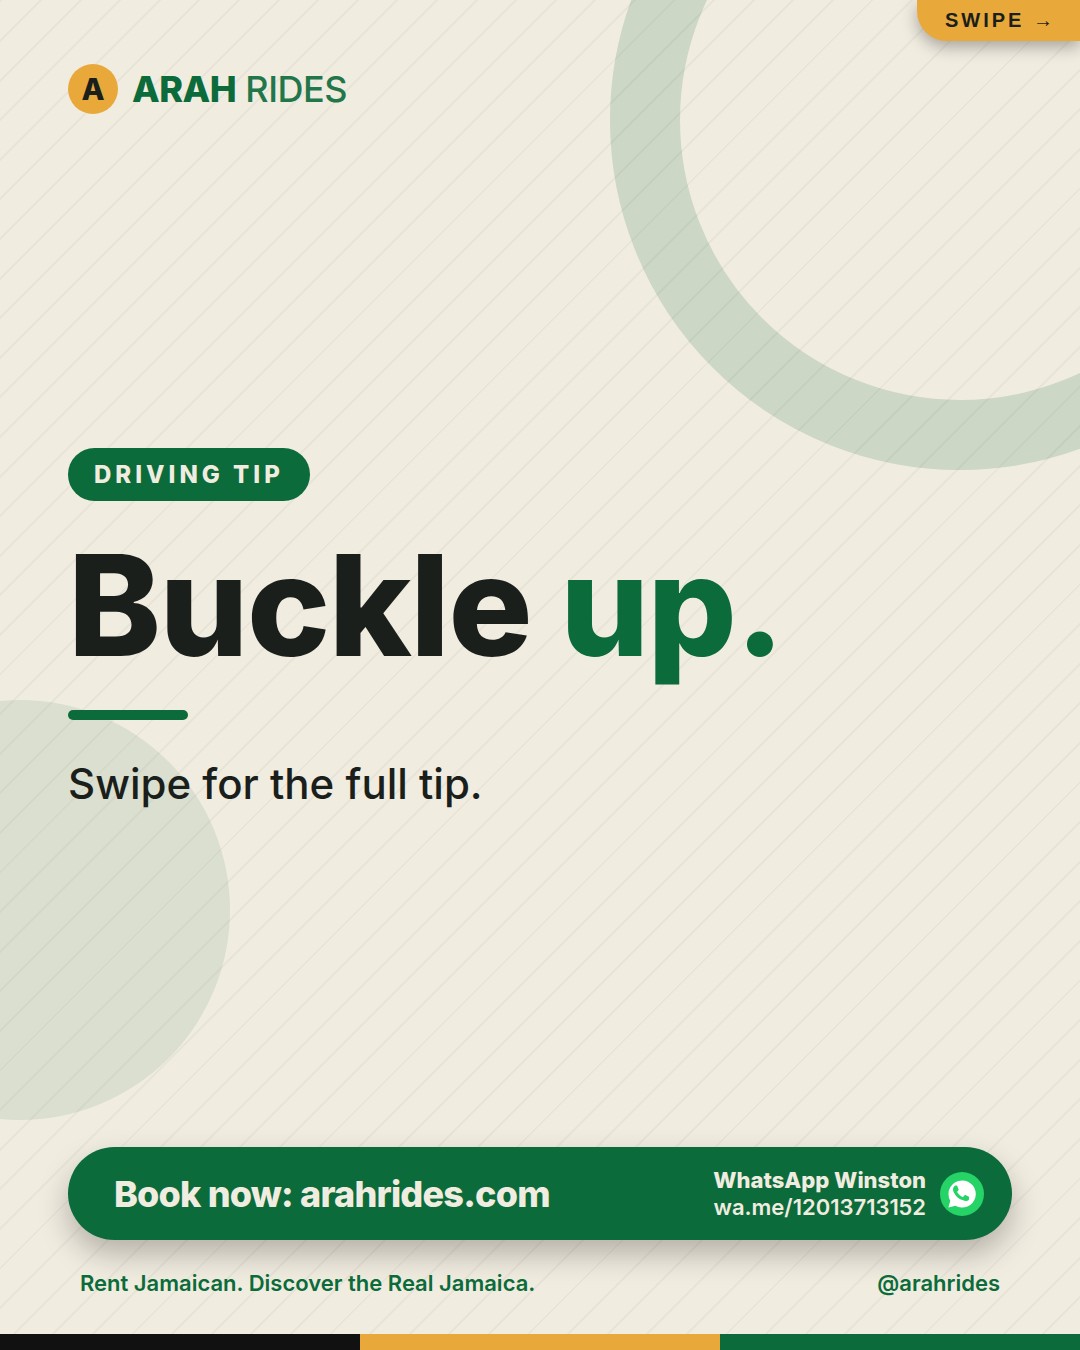 SWIPE →
A ARAH RIDES
DRIVING TIP
Buckle up.
Swipe for the full tip.
Book now: arahrides.com
WhatsApp Winston
wa.me/12013713152
Rent Jamaican. Discover the Real Jamaica.
@arahrides